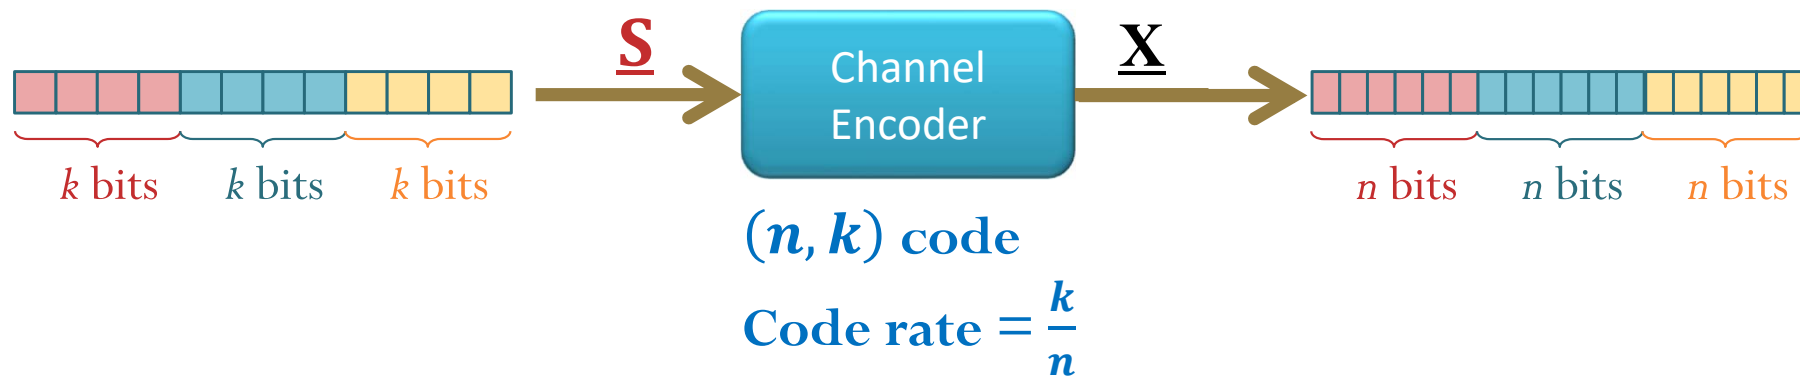 S
X
Channel
Encoder
k bits
k bits
k bits
n bits
n bits
n bits
(n, k) code
Code rate = k/n